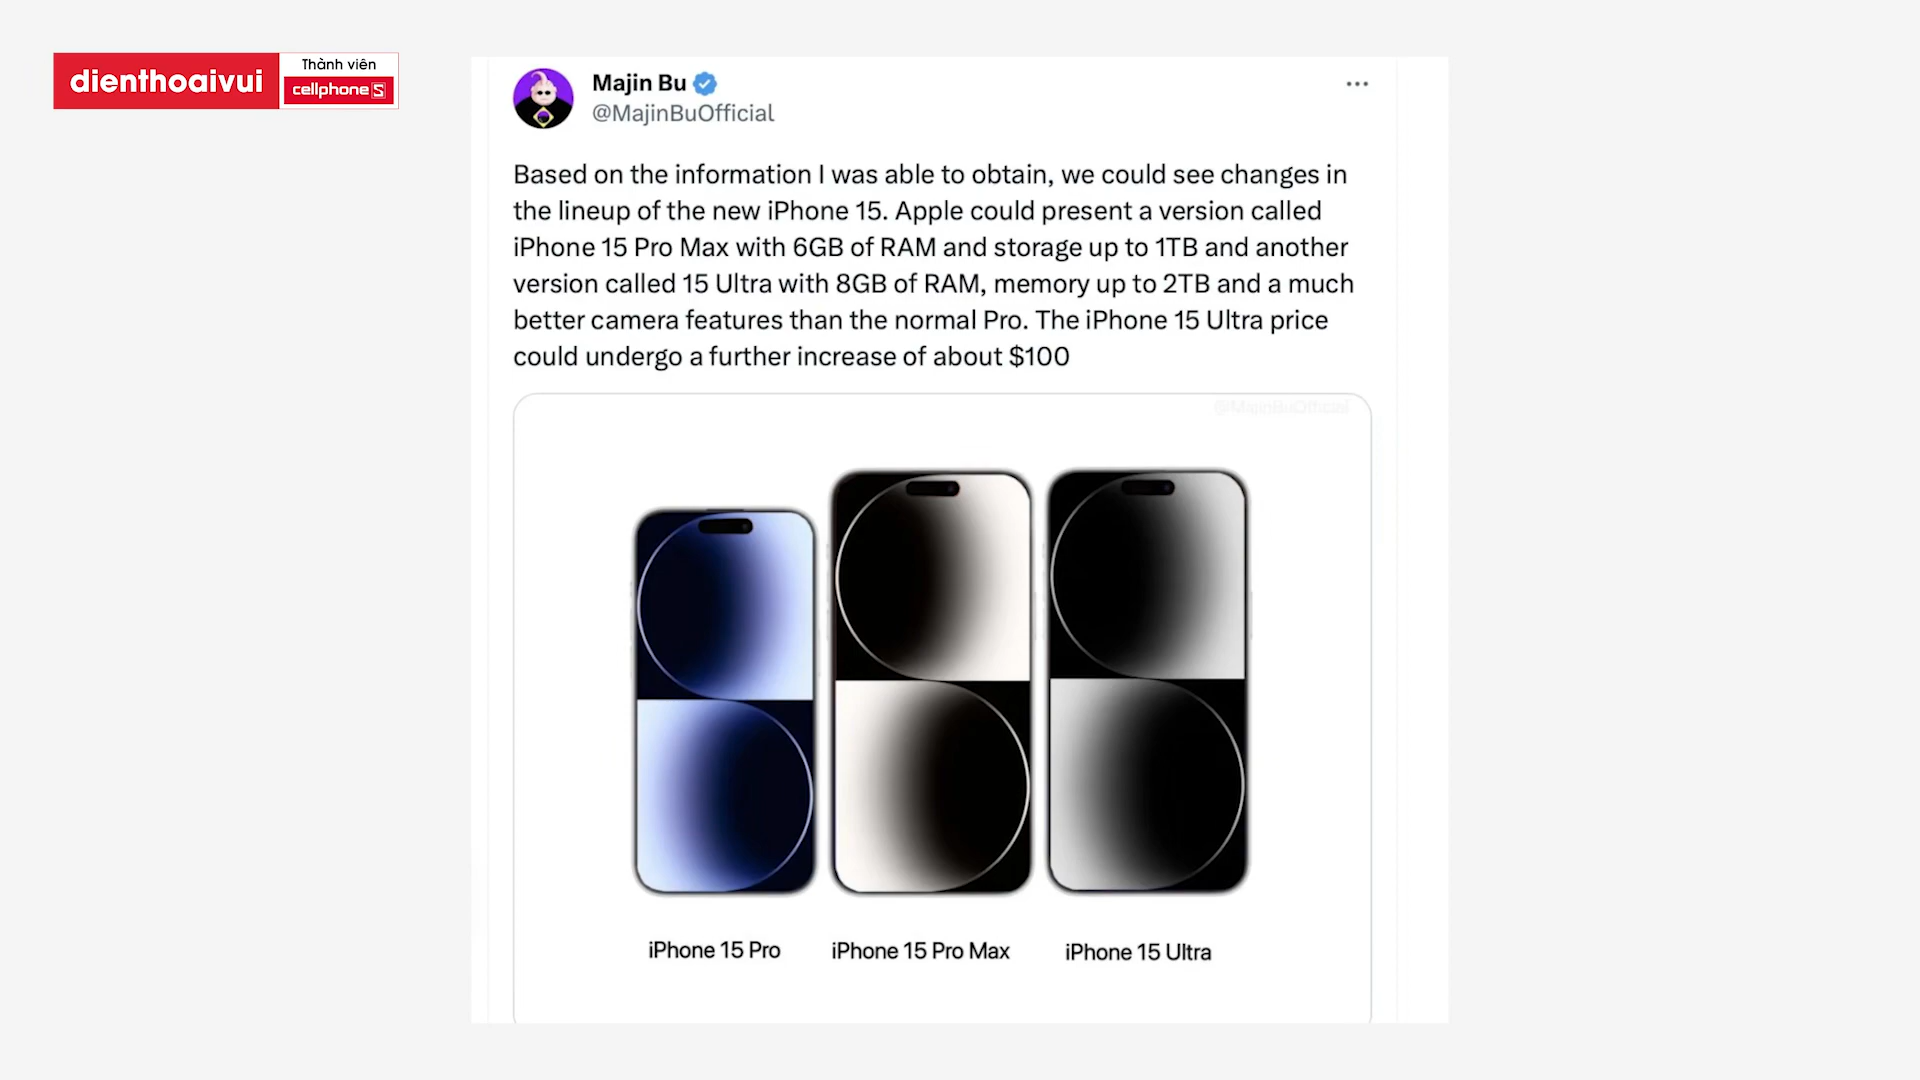 dienthoaivui
Thành viên
cellphoneS
Majin Bu
@MajinBuOfficial
Based on the information I was able to obtain, we could see changes in
the lineup of the new iPhone 15. Apple could present a version called
iPhone 15 Pro Max with 6GB of RAM and storage up to 1TB and another
version called 15 Ultra with 8GB of RAM, memory up to 2TB and a much
better camera features than the normal Pro. The iPhone 15 Ultra price
could undergo a further increase of about $100
@MajinBuOfficial
iPhone 15 Pro
iPhone 15 Pro Max
iPhone 15 Ultra